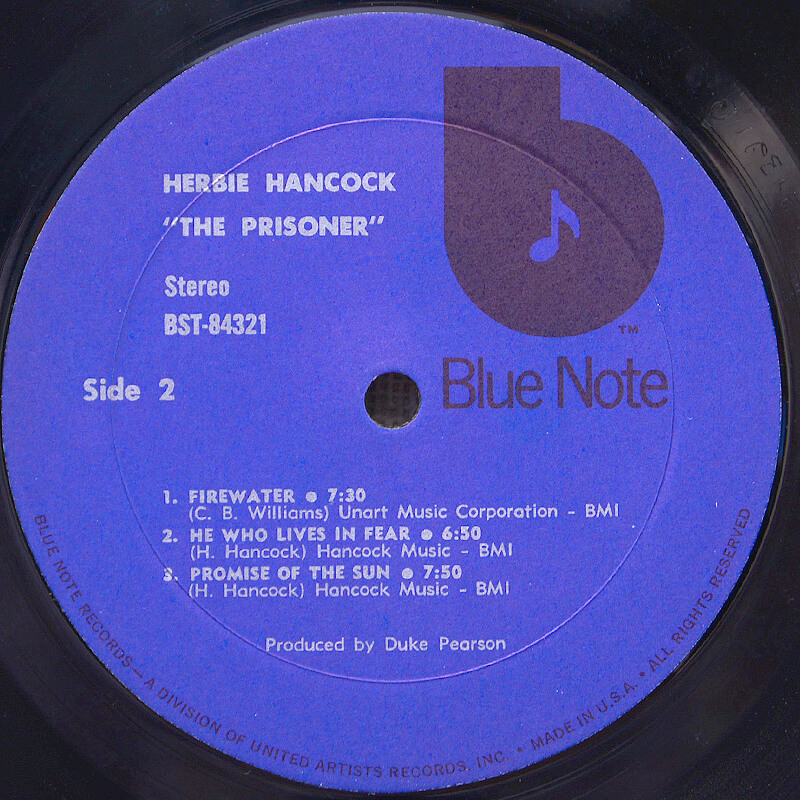 HERBIE HANCOCK
"THE PRISONER"
Stereo
BST-84321
Side 2
TM
Blue Note
1. FIREWATER ● 7:30
(C. B. Williams) Unart Music Corporation - BMI
2. HE WHO LIVES IN FEAR ● 6:50
(H. Hancock) Hancock Music - BMI
3. PROMISE OF THE SUN ● 7:50
(H. Hancock) Hancock Music - BMI
Produced by Duke Pearson
BLUE NOTE RECORDS — A DIVISION OF UNITED ARTISTS RECORDS, INC. • MADE IN U.S.A. • ALL RIGHTS RESERVED